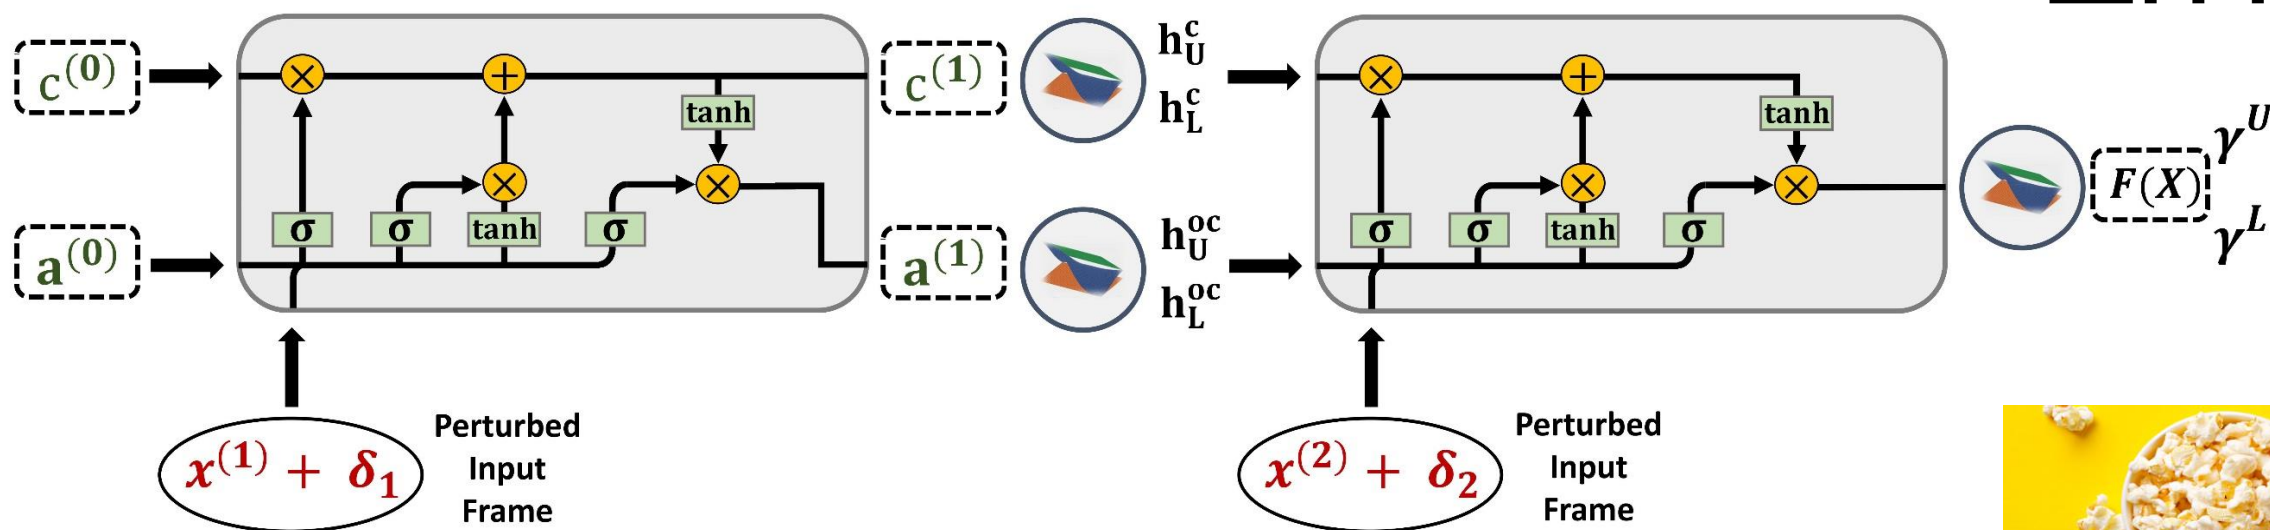 c⁽⁰⁾
× + tanh
c⁽¹⁾
h_U^c
h_L^c
× + tanh
× ×
× ×
γ^U
F(X)
γ^L
a⁽⁰⁾
σ σ tanh σ
a⁽¹⁾
h_U^oc
h_L^oc
σ σ tanh σ
x⁽¹⁾ + δ₁
Perturbed
Input
Frame
x⁽²⁾ + δ₂
Perturbed
Input
Frame